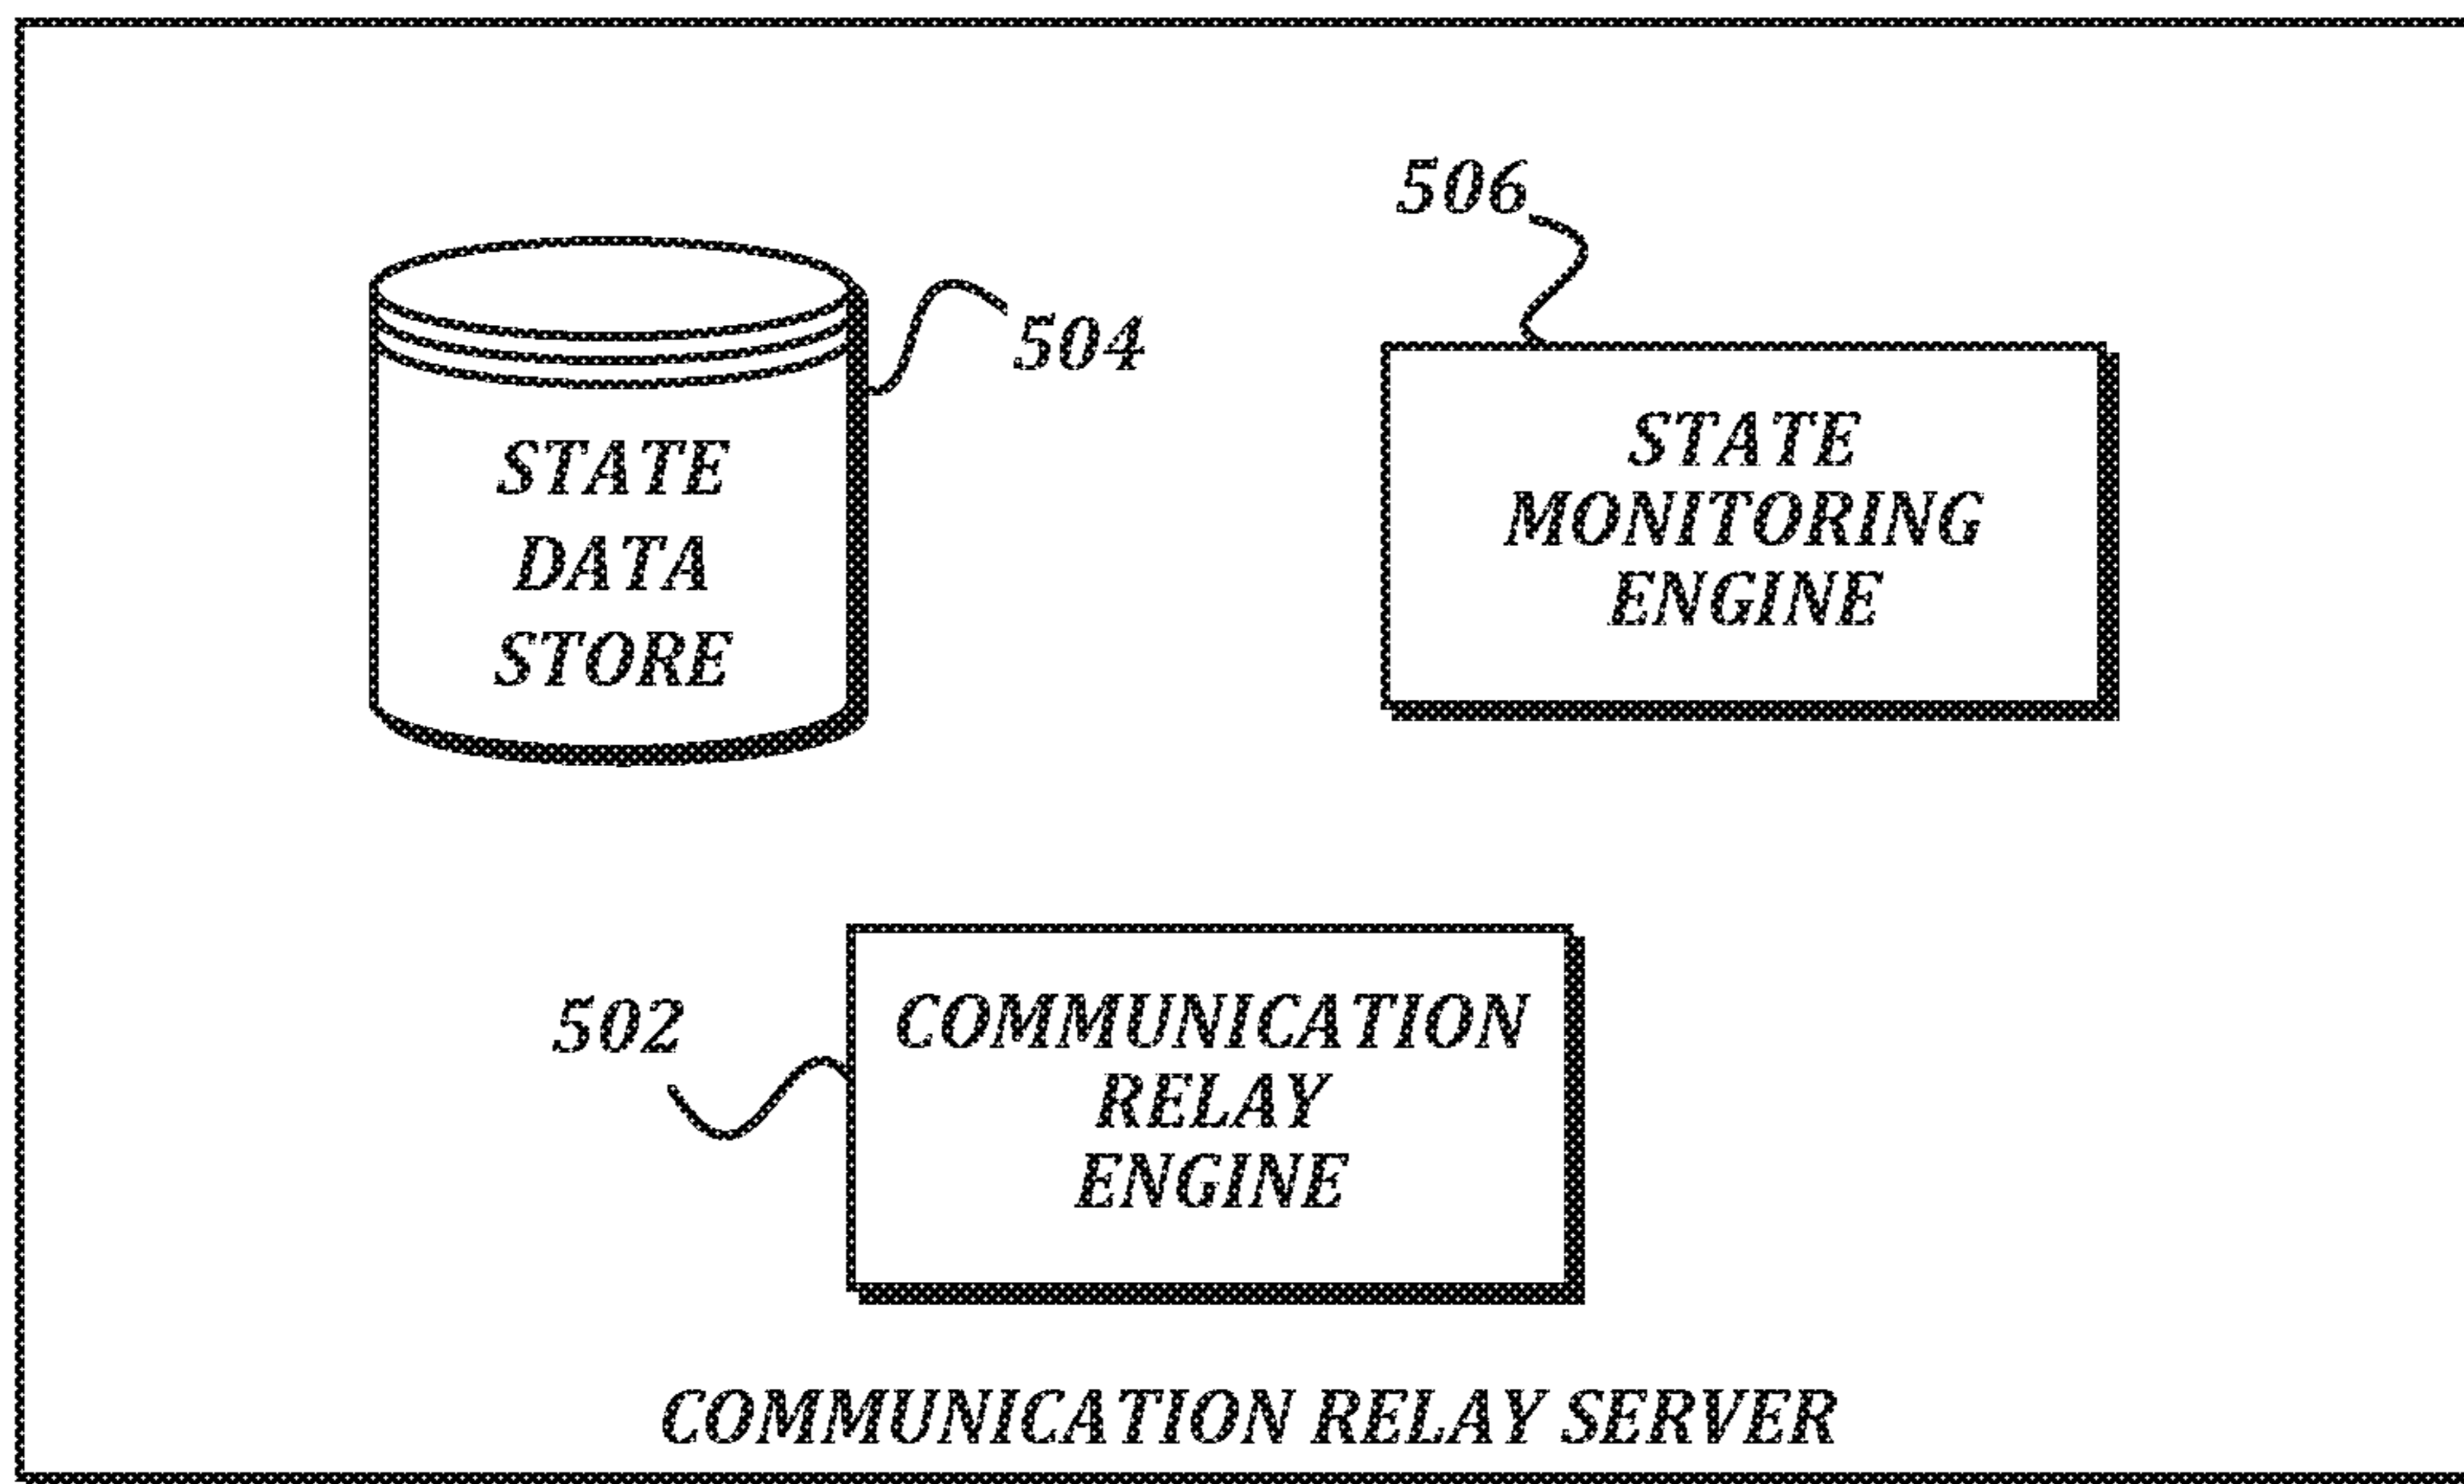 506
504
STATE
DATA
STORE
STATE
MONITORING
ENGINE
502
COMMUNICATION
RELAY
ENGINE
COMMUNICATION RELAY SERVER